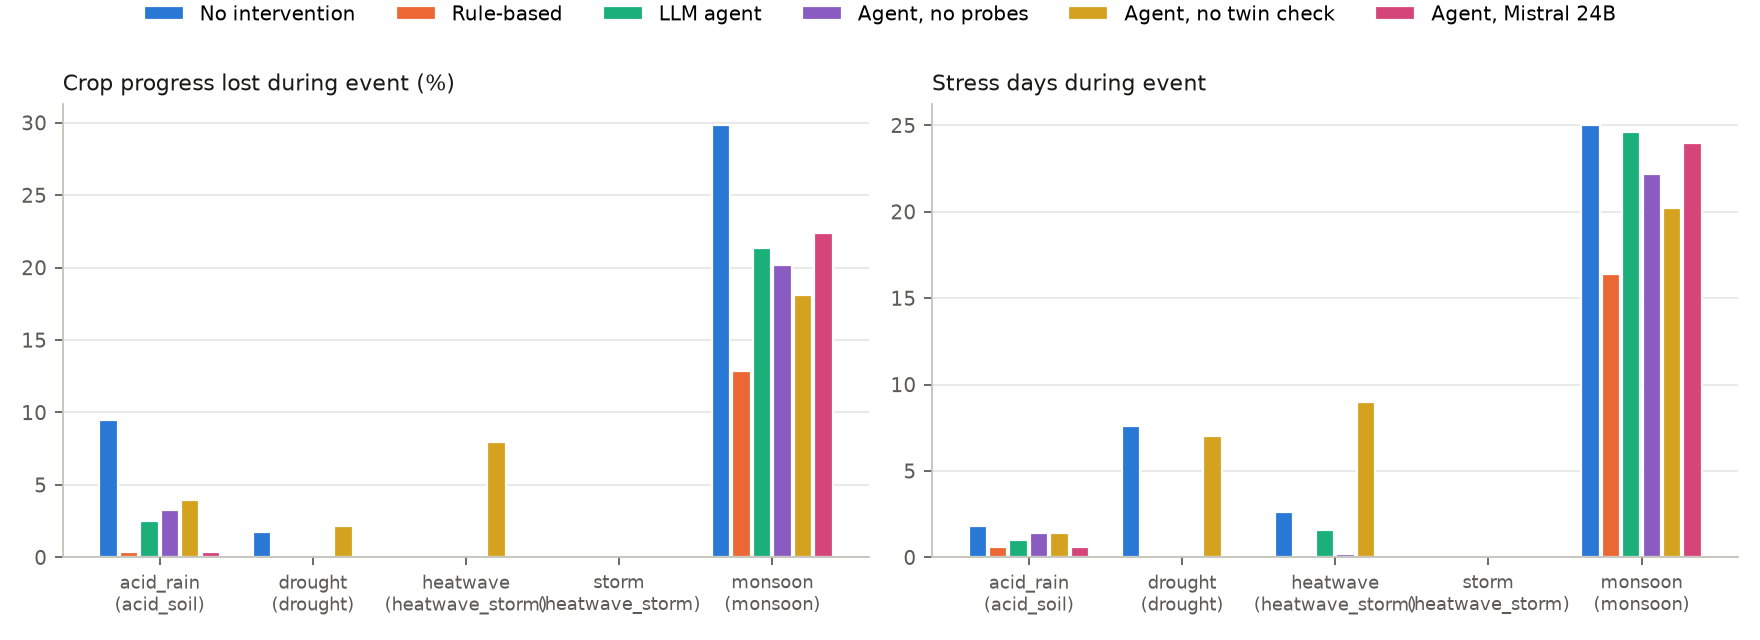 No intervention Rule-based LLM agent Agent, no probes Agent, no twin check Agent, Mistral 24B
Crop progress lost during event (%)
30
25
20
15
10
5
0
acid_rain
(acid_soil)
drought
(drought)
heatwave
(heatwave_storm)
storm
(heatwave_storm)
monsoon
(monsoon)
Stress days during event
25
20
15
10
5
0
acid_rain
(acid_soil)
drought
(drought)
heatwave
(heatwave_storm)
storm
(heatwave_storm)
monsoon
(monsoon)